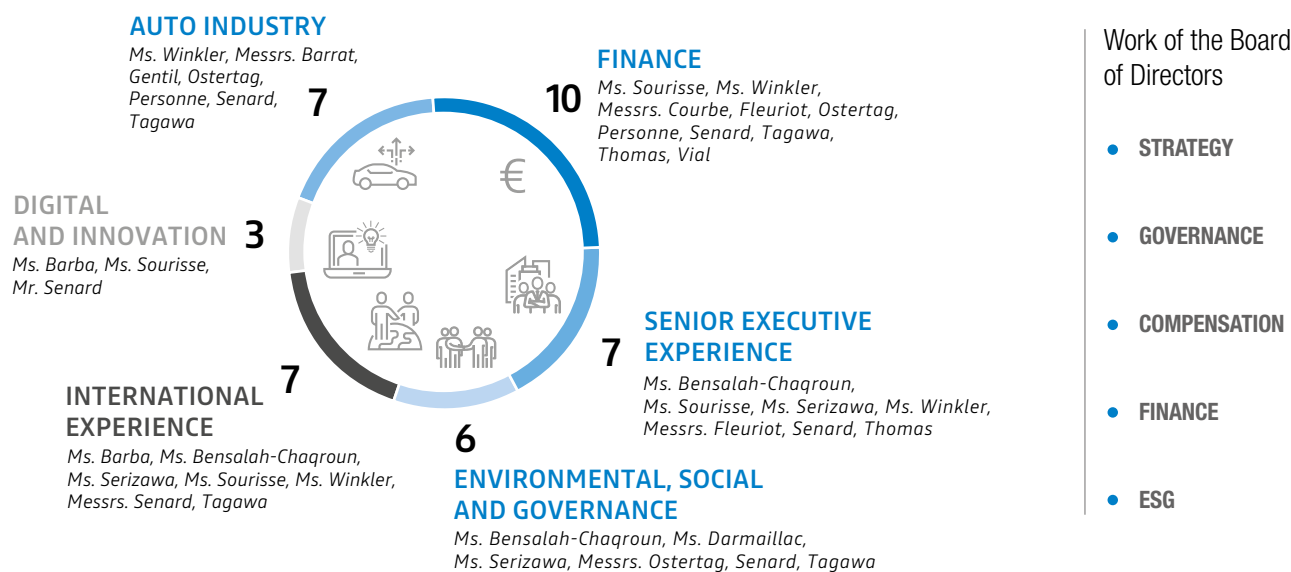 AUTO INDUSTRY
Ms. Winkler, Messrs. Barrat,
Gentil, Ostertag,
Personne, Senard,
Tagawa
7
FINANCE
10
Ms. Sourisse, Ms. Winkler,
Messrs. Courbe, Fleuriot, Ostertag,
Personne, Senard, Tagawa,
Thomas, Vial
€
DIGITAL
AND INNOVATION
3
Ms. Barba, Ms. Sourisse,
Mr. Senard
SENIOR EXECUTIVE
EXPERIENCE
7
Ms. Bensalah-Chaqroun,
Ms. Sourisse, Ms. Serizawa, Ms. Winkler,
Messrs. Fleuriot, Senard, Thomas
7
INTERNATIONAL
EXPERIENCE
Ms. Barba, Ms. Bensalah-Chaqroun,
Ms. Serizawa, Ms. Sourisse, Ms. Winkler,
Messrs. Senard, Tagawa
6
ENVIRONMENTAL, SOCIAL
AND GOVERNANCE
Ms. Bensalah-Chaqroun, Ms. Darmaillac,
Ms. Serizawa, Messrs. Ostertag, Senard, Tagawa
Work of the Board
of Directors
• STRATEGY
• GOVERNANCE
• COMPENSATION
• FINANCE
• ESG